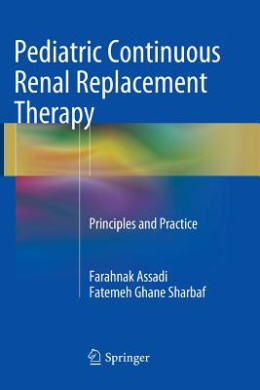 Pediatric Continuous
Renal Replacement
Therapy
Principles and Practice
Farahnak Assadi
Fatemeh Ghane Sharbaf
Springer